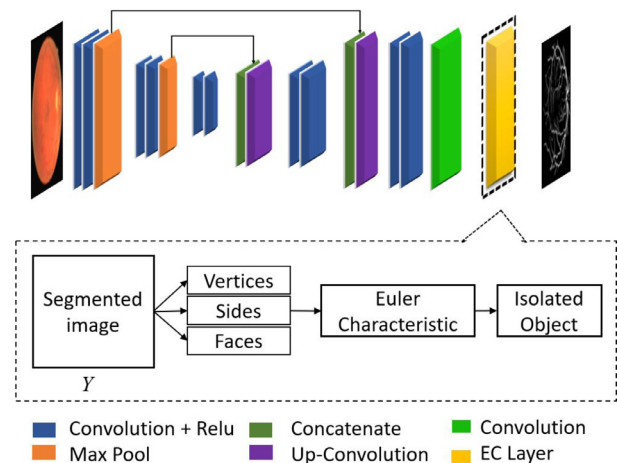 Segmented
image
Y
Vertices
Sides
Faces
Euler
Characteristic
Isolated
Object
Convolution + Relu
Max Pool
Concatenate
Up-Convolution
Convolution
EC Layer